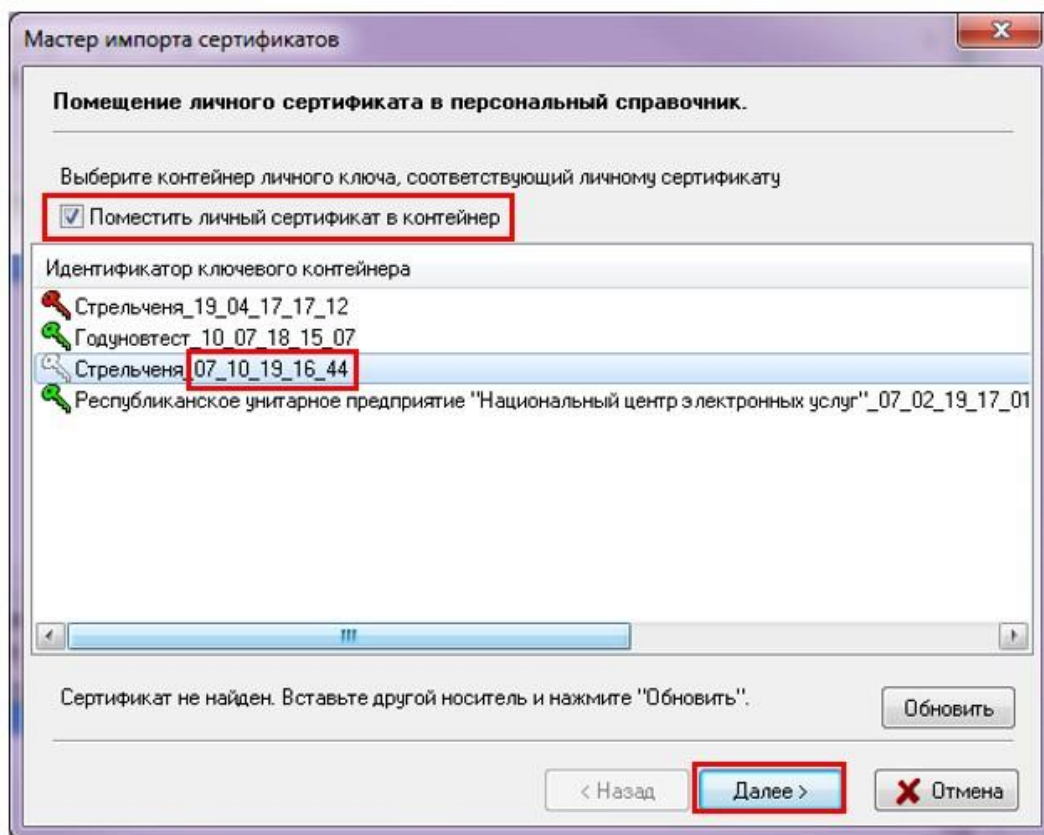 Мастер импорта сертификатов
Помещение личного сертификата в персональный справочник.
Выберите контейнер личного ключа, соответствующий личному сертификату
Поместить личный сертификат в контейнер
Идентификатор ключевого контейнера
Стрельченя_19_04_17_17_12
Годуновтест_10_07_18_15_07
Стрельченя_07_10_19_16_44
Республиканское унитарное предприятие "Национальный центр электронных услуг"_07_02_19_17_01
Сертификат не найден. Вставьте другой носитель и нажмите "Обновить".
Обновить
< Назад
Далее >
Отмена